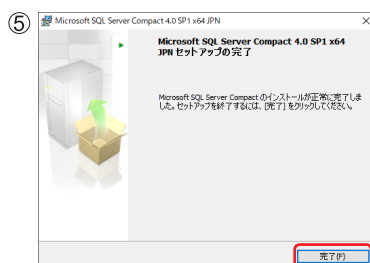 ⑤
Microsoft SQL Server Compact 4.0 SP1 x64 JPN
Microsoft SQL Server Compact 4.0 SP1 x64
JPN セットアップの完了
Microsoft SQL Server Compact のインストールが正常に完了しま
した。セットアップを終了するには、[完了] をクリックしてください。
完了(F)